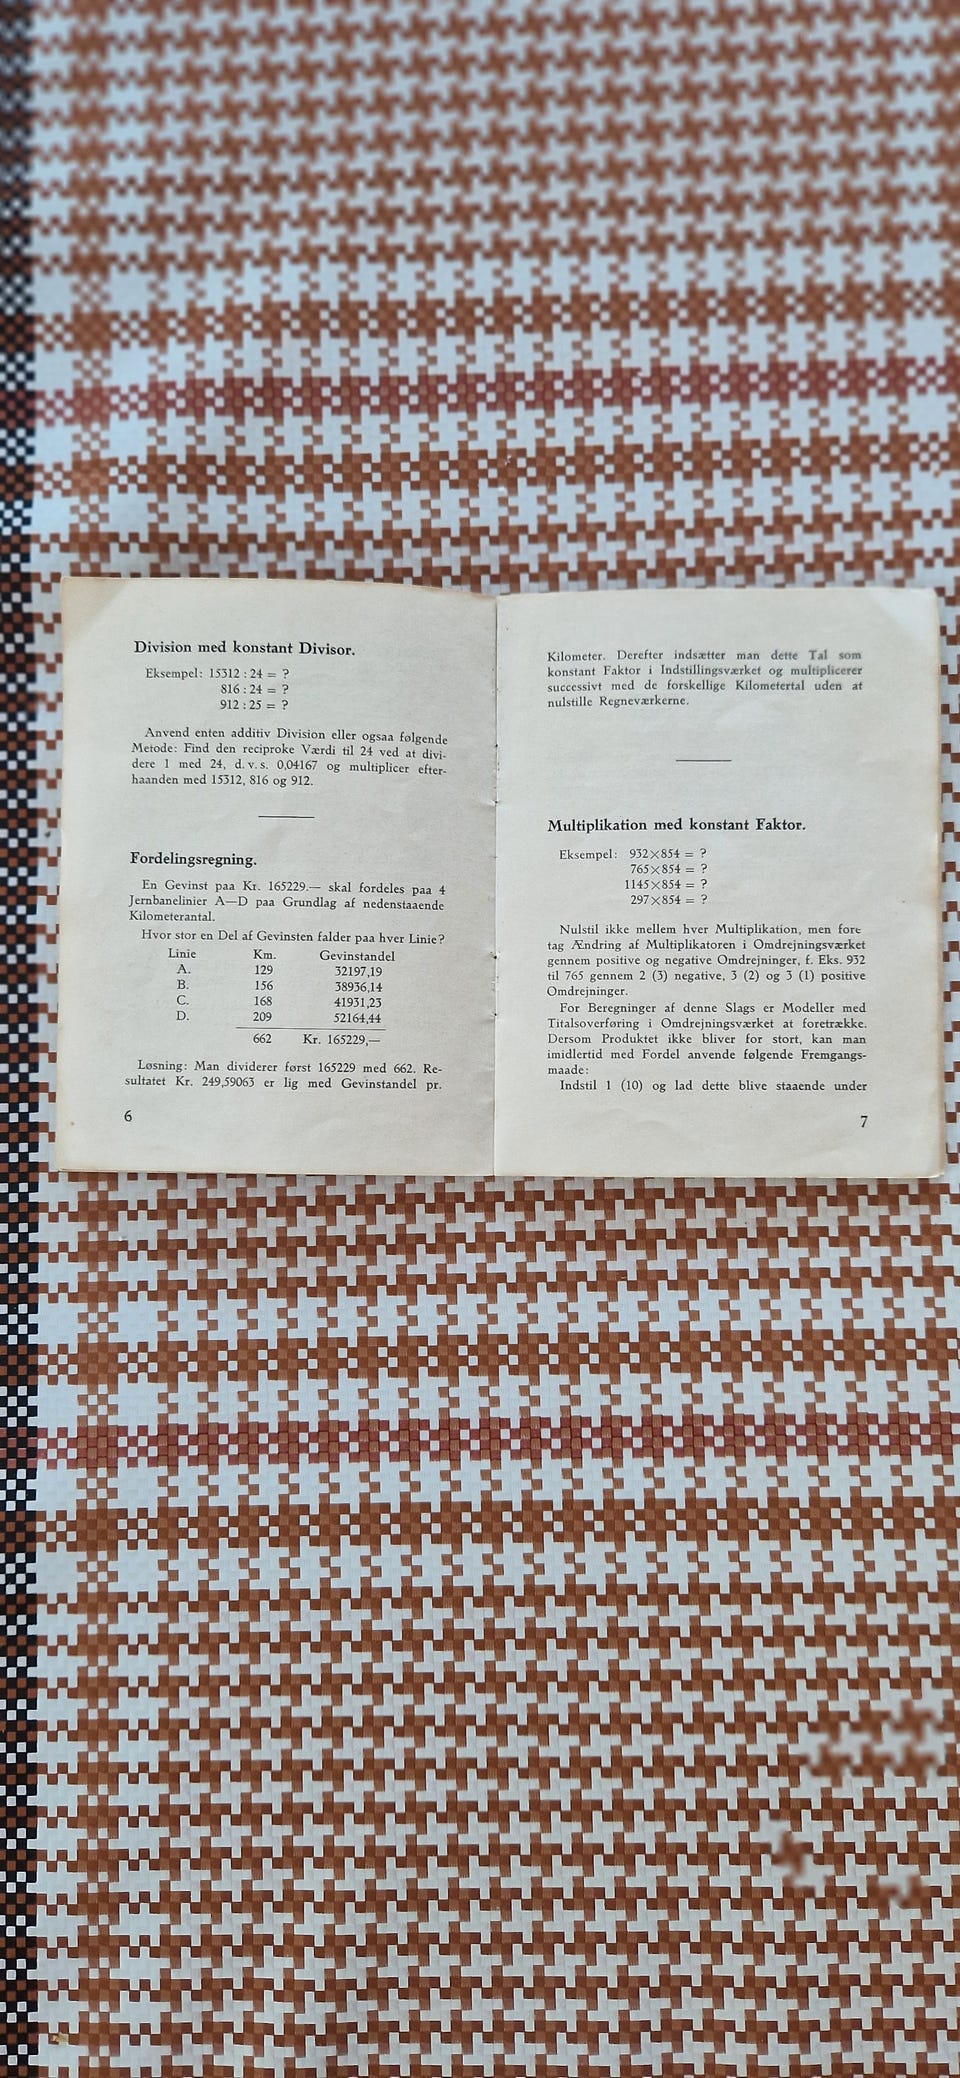 Division med konstant Divisor.
Eksempel: 15312 : 24 = ?
816 : 24 = ?
912 : 25 = ?
Anvend enten additiv Division eller ogsaa følgende
Metode: Find den reciproke Værdi til 24 ved at divi-
dere 1 med 24, d. v. s. 0,04167 og multiplicer efter-
haanden med 15312, 816 og 912.
Fordelingsregning.
En Gevinst paa Kr. 165229.— skal fordeles paa 4
Jernbanelinier A—D paa Grundlag af nedenstaaende
Kilometerantal.
Hvor stor en Del af Gevinsten falder paa hver Linie?
Linie Km. Gevinstandel
A. 129 32197,19
B. 156 38936,14
C. 168 41931,23
D. 209 52164,44
662 Kr. 165229,—
Løsning: Man dividerer først 165229 med 662. Re-
sultatet Kr. 249,59063 er lig med Gevinstandel pr.
6
Kilometer. Derefter indsætter man dette Tal som
konstant Faktor i Indstillingsværket og multiplicerer
successivt med de forskellige Kilometertal uden at
nulstille Regneværkerne.
Multiplikation med konstant Faktor.
Eksempel: 932×854 = ?
765×854 = ?
1145×854 = ?
297×854 = ?
Nulstil ikke mellem hver Multiplikation, men fore
tag Ændring af Multiplikatoren i Omdrejningsværket
gennem positive og negative Omdrejninger, f. Eks. 932
til 765 gennem 2 (3) negative, 3 (2) og 3 (1) positive
Omdrejninger.
For Beregninger af denne Slags er Modeller med
Titalsoverføring i Omdrejningsværket at foretrække.
Dersom Produktet ikke bliver for stort, kan man
imidlertid med Fordel anvende følgende Fremgangs-
maade:
Indstil 1 (10) og lad dette blive staaende under
7